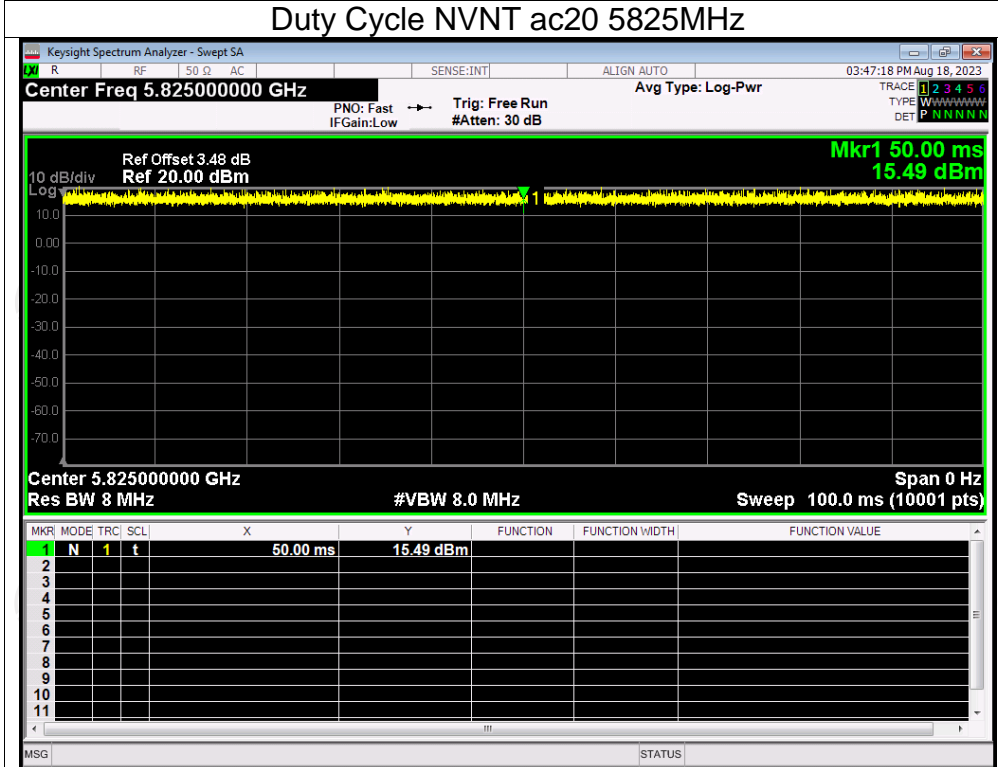 Duty Cycle NVNT ac20 5825MHz
Keysight Spectrum Analyzer - Swept SA
LXI R RF 50 Ω AC SENSE:INT ALIGN AUTO 03:47:18 PM Aug 18, 2023
Center Freq 5.825000000 GHz Avg Type: Log-Pwr TRACE 1 2 3 4 5 6
PNO: Fast Trig: Free Run TYPE WWWWWW
IFGain:Low #Atten: 30 dB DET P N N N N N
Mkr1 50.00 ms
Ref Offset 3.48 dB
10 dB/div Ref 20.00 dBm 15.49 dBm
Log
1
10.0
0.00
-10.0
-20.0
-30.0
-40.0
-50.0
-60.0
-70.0
Center 5.825000000 GHz Span 0 Hz
Res BW 8 MHz #VBW 8.0 MHz Sweep 100.0 ms (10001 pts)
MKR MODE TRC SCL X Y FUNCTION FUNCTION WIDTH FUNCTION VALUE
1 N 1 t 50.00 ms 15.49 dBm
2
3
4
5
6
7
8
9
10
11
MSG STATUS